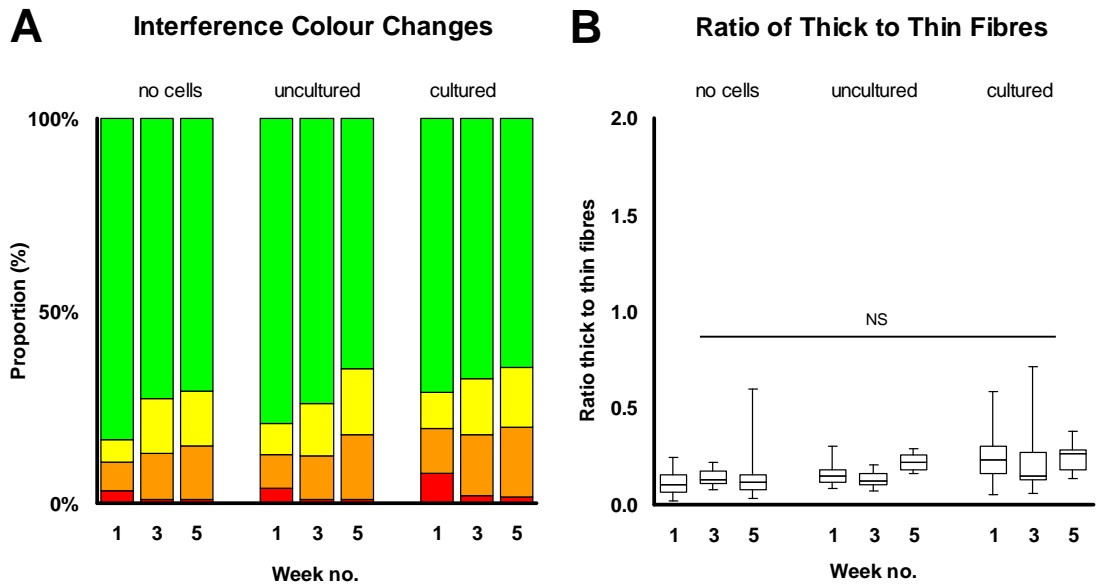 A Interference Colour Changes
no cells uncultured cultured
100%
50%
0%
Proportion (%)
1 3 5 1 3 5 1 3 5
Week no.
B Ratio of Thick to Thin Fibres
no cells uncultured cultured
2.0
1.5
1.0
0.5
0.0
Ratio thick to thin fibres
NS
1 3 5 1 3 5 1 3 5
Week no.